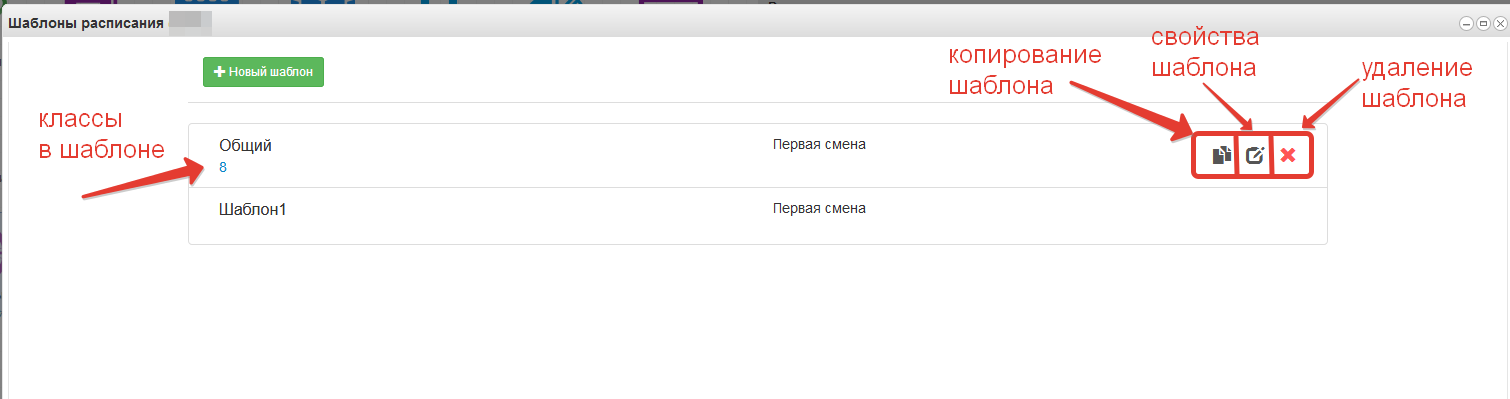 Шаблоны расписания
копирование
шаблона
свойства
шаблона
удаление
шаблона
Новый шаблон
классы
в шаблоне
Общий
Первая смена
8
Шаблон1
Первая смена